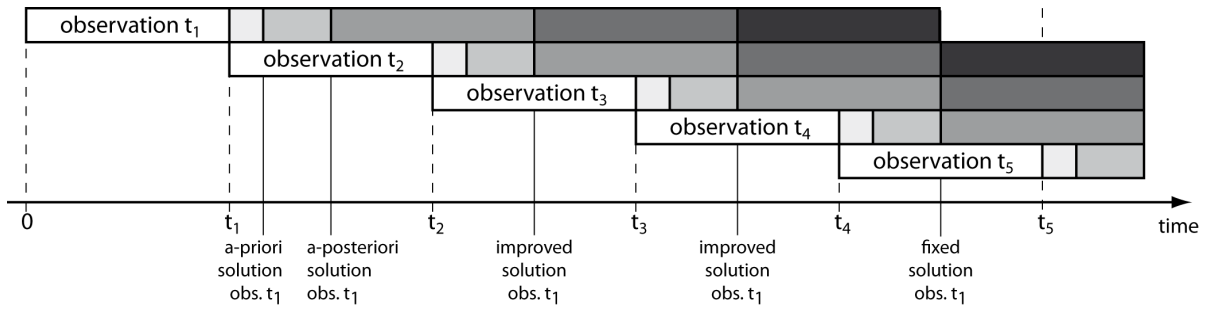 observation t1
observation t2
observation t3
observation t4
observation t5
0
t1
t2
t3
t4
t5
time
a-priori
solution
obs. t1
a-posteriori
solution
obs. t1
improved
solution
obs. t1
improved
solution
obs. t1
fixed
solution
obs. t1